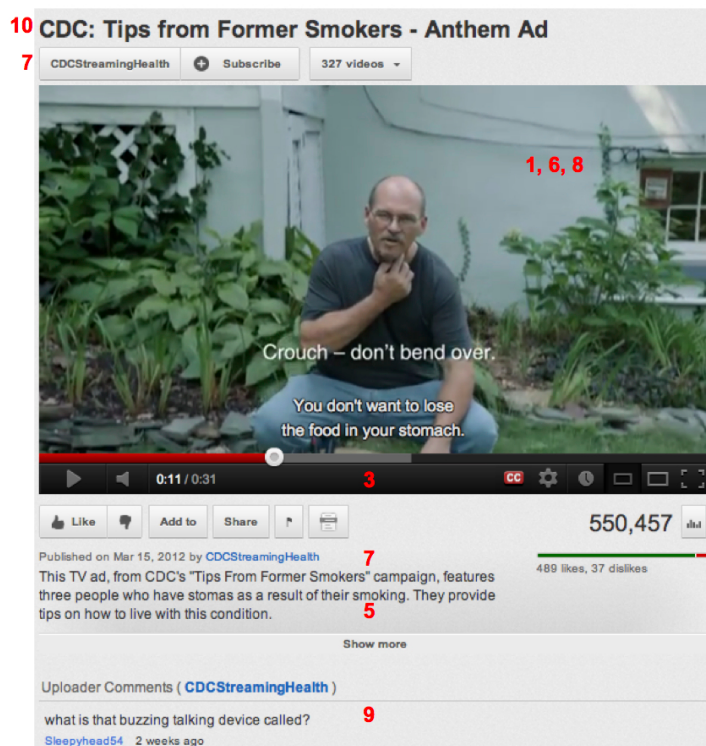 10 CDC: Tips from Former Smokers - Anthem Ad
7 CDCStreamingHealth Subscribe 327 videos
1, 6, 8
Crouch – don't bend over.
You don't want to lose
the food in your stomach.
0:11 / 0:31 3 CC
Like Add to Share 550,457
Published on Mar 15, 2012 by CDCStreamingHealth 7
489 likes, 37 dislikes
This TV ad, from CDC's "Tips From Former Smokers" campaign, features
three people who have stomas as a result of their smoking. They provide
tips on how to live with this condition. 5
Show more
Uploader Comments ( CDCStreamingHealth )
what is that buzzing talking device called? 9
Sleepyhead54 2 weeks ago